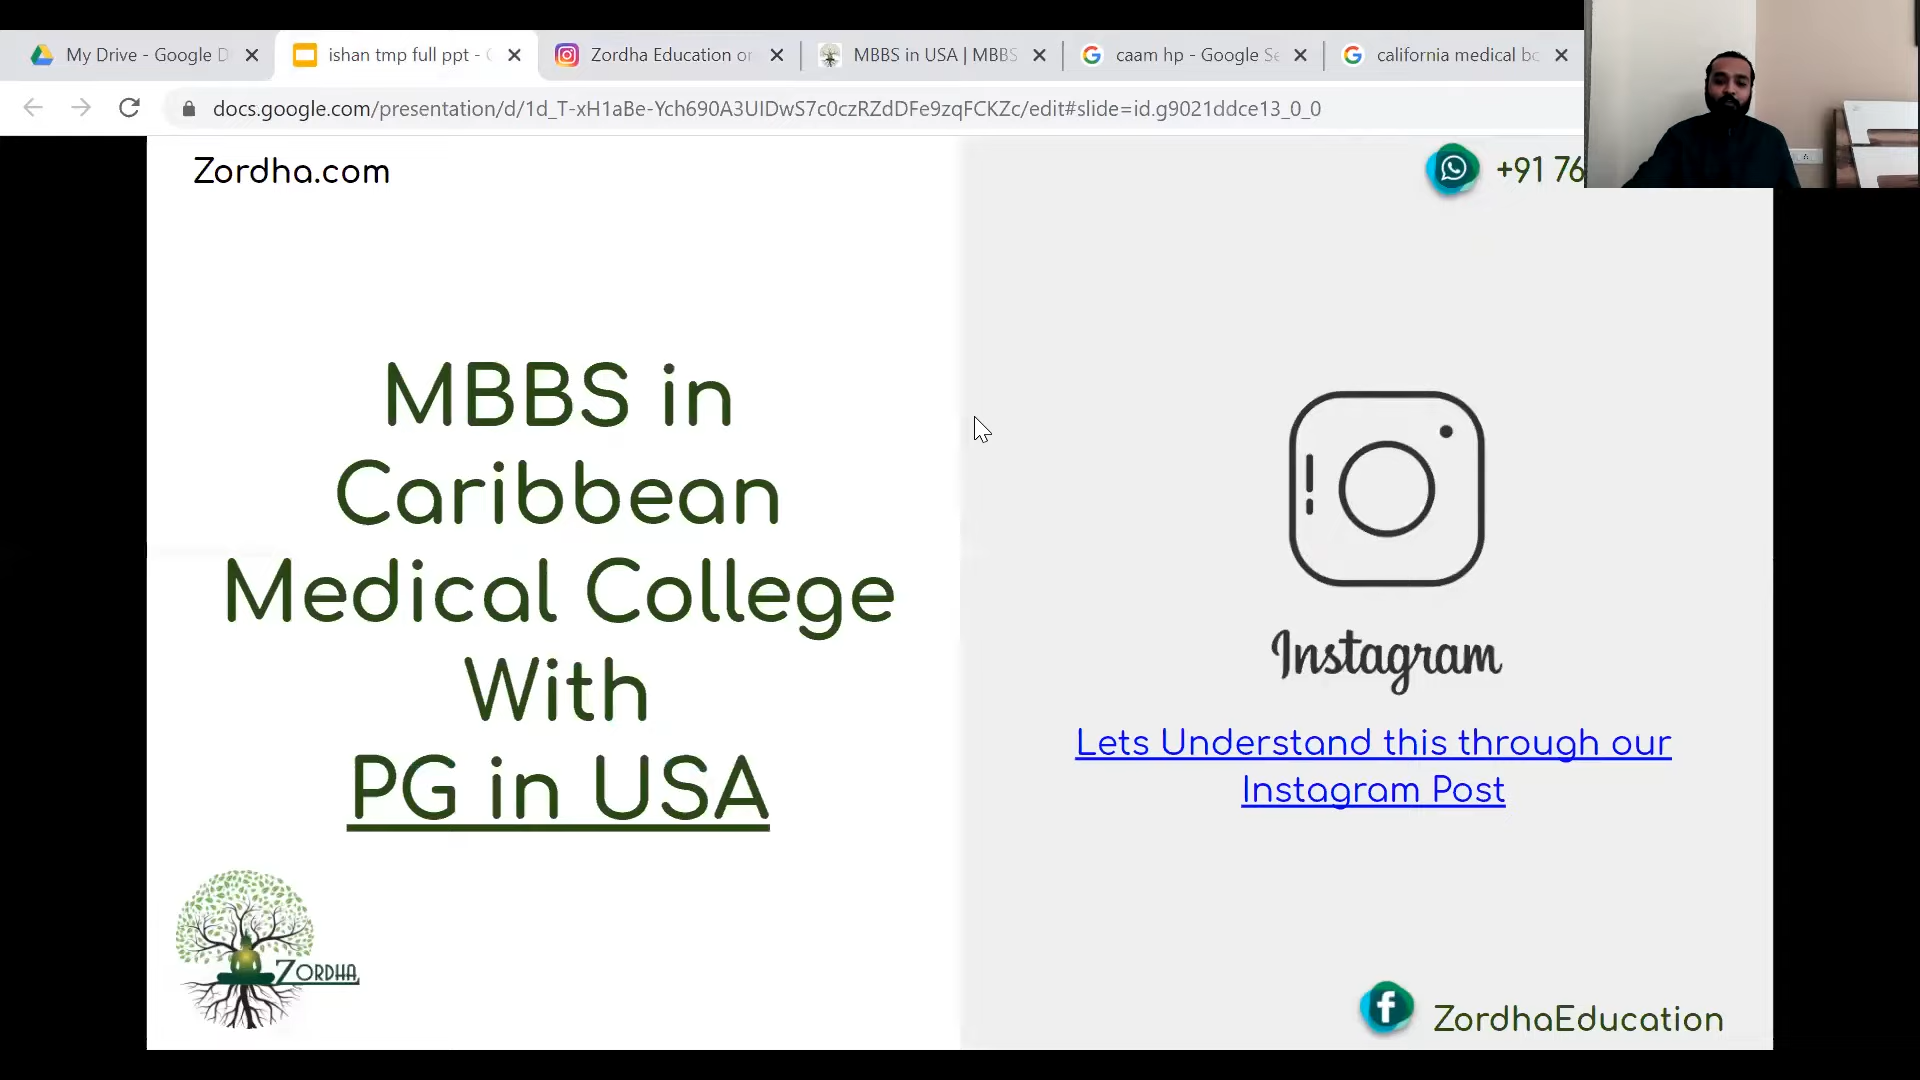 My Drive - Google D
ishan tmp full ppt -
Zordha Education on
MBBS in USA | MBBS
caam hp - Google Se
california medical bo
docs.google.com/presentation/d/1d_T-xH1aBe-Ych690A3UIDwS7c0czRZdDFe9zqFCKZc/edit#slide=id.g9021ddce13_0_0
Zordha.com
+91 76
MBBS in
Caribbean
Medical College
With
PG in USA
Instagram
Lets Understand this through our
Instagram Post
ZORDHA
ZordhaEducation